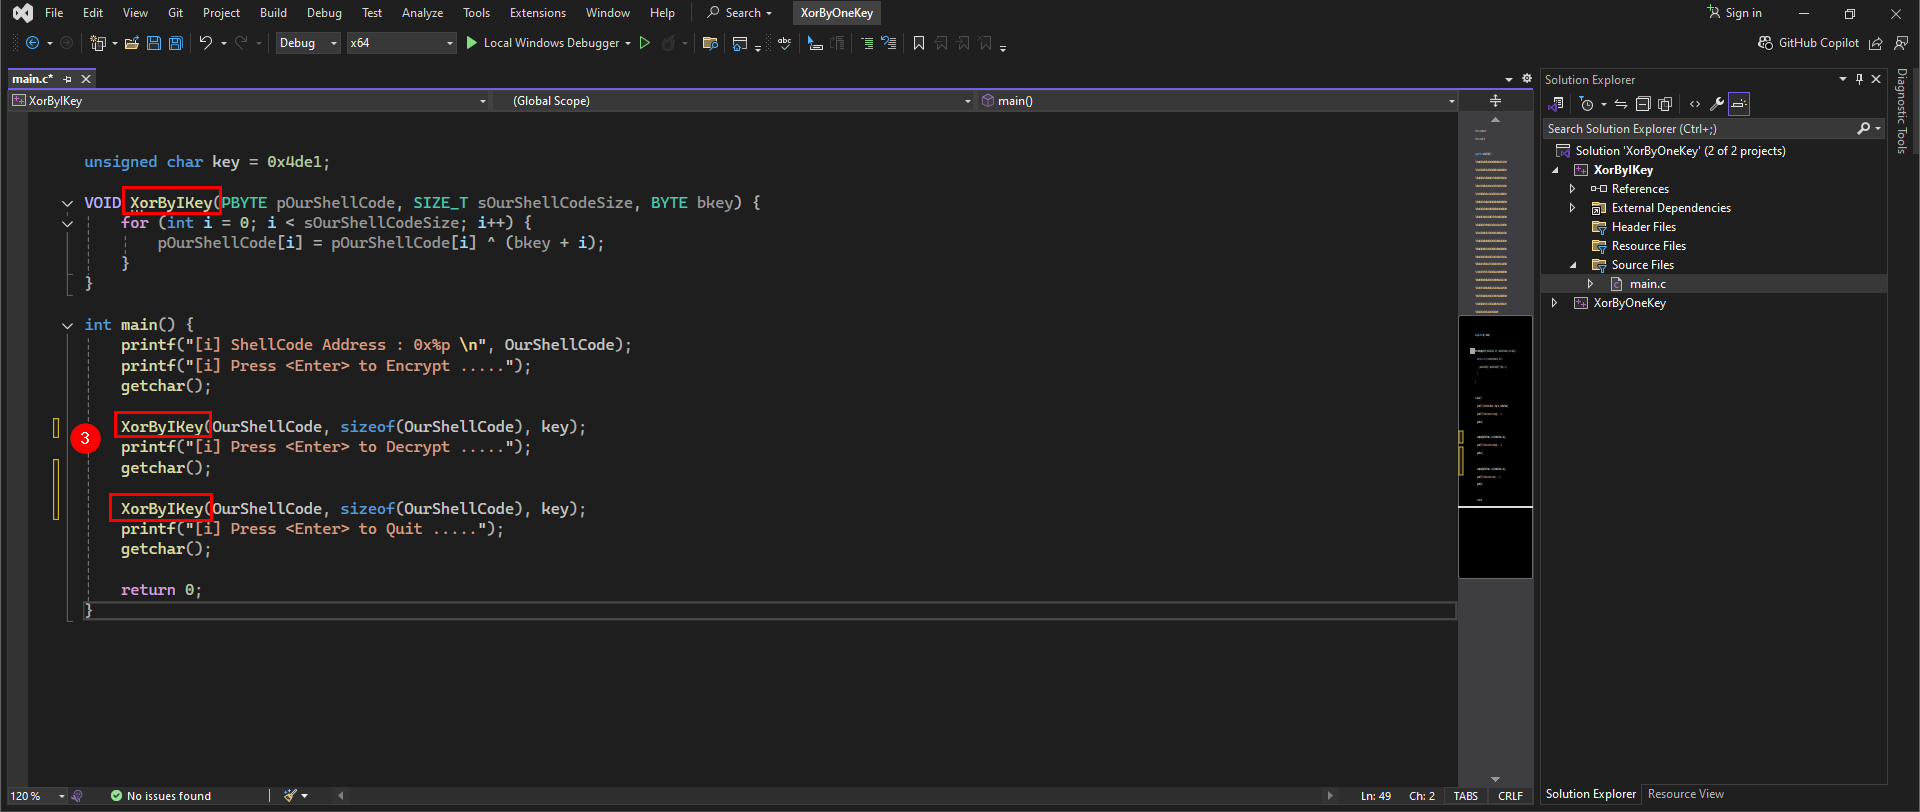 File Edit View Git Project Build Debug Test Analyze Tools Extensions Window Help Search XorByOneKey Sign in
Debug x64 Local Windows Debugger GitHub Copilot
main.c*
XorByIKey (Global Scope) main()
unsigned char key = 0x4de1;
VOID XorByIKey(PBYTE pOurShellCode, SIZE_T sOurShellCodeSize, BYTE bkey) {
for (int i = 0; i < sOurShellCodeSize; i++) {
pOurShellCode[i] = pOurShellCode[i] ^ (bkey + i);
}
}
int main() {
printf("[i] ShellCode Address : 0x%p \n", OurShellCode);
printf("[i] Press <Enter> to Encrypt .....");
getchar();
XorByIKey(OurShellCode, sizeof(OurShellCode), key);
3
printf("[i] Press <Enter> to Decrypt .....");
getchar();
XorByIKey(OurShellCode, sizeof(OurShellCode), key);
printf("[i] Press <Enter> to Quit .....");
getchar();
return 0;
}
120 % No issues found Ln: 49 Ch: 2 TABS CRLF
Solution Explorer
Search Solution Explorer (Ctrl+;)
Solution 'XorByOneKey' (2 of 2 projects)
XorByIKey
References
External Dependencies
Header Files
Resource Files
Source Files
main.c
XorByOneKey
Solution Explorer Resource View
Diagnostic Tools